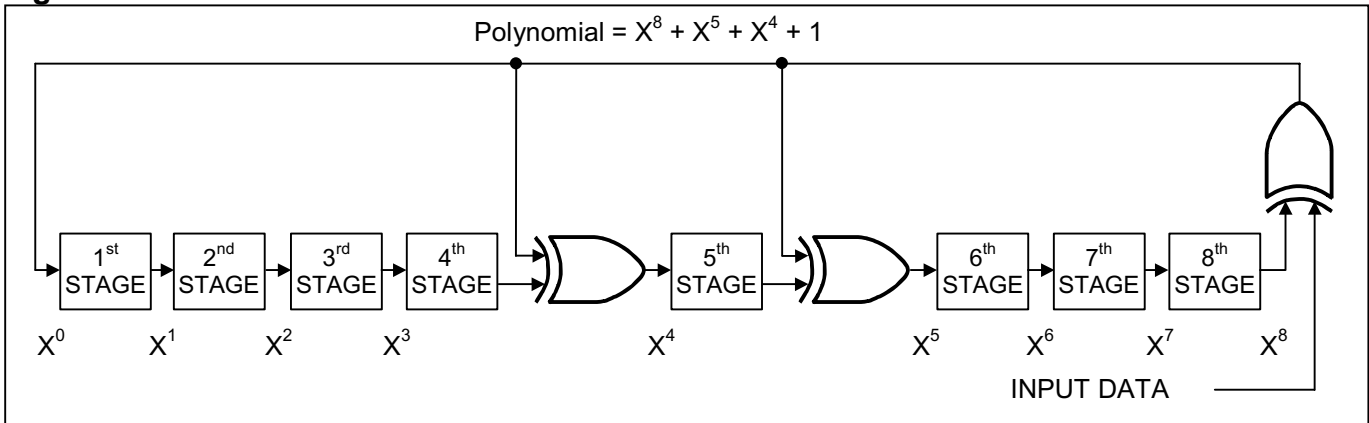 Polynomial = X⁸ + X⁵ + X⁴ + 1
1ˢᵗ
STAGE
2ⁿᵈ
STAGE
3ʳᵈ
STAGE
4ᵗʰ
STAGE
5ᵗʰ
STAGE
6ᵗʰ
STAGE
7ᵗʰ
STAGE
8ᵗʰ
STAGE
X⁰ X¹ X² X³ X⁴ X⁵ X⁶ X⁷ X⁸
INPUT DATA